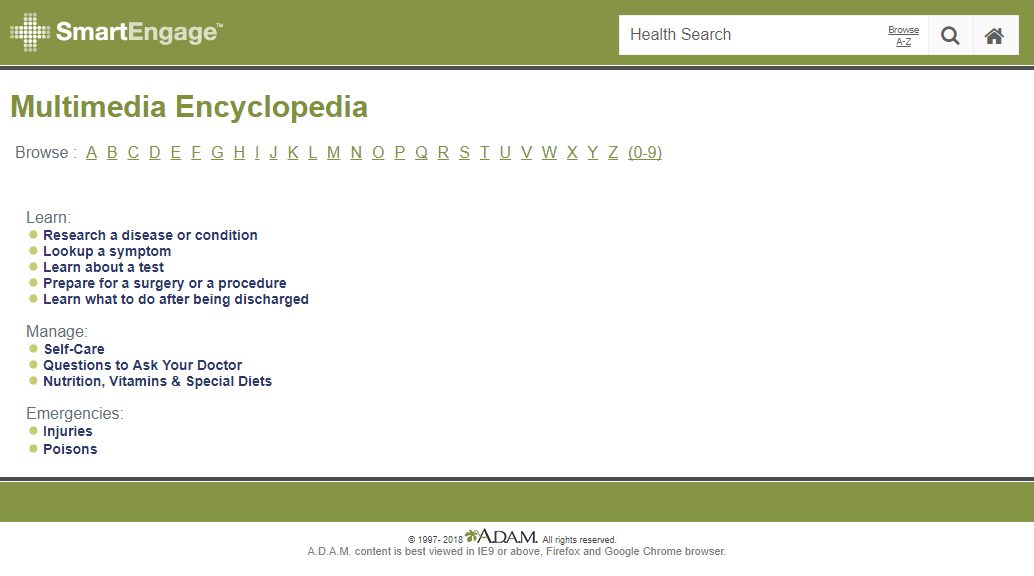 SmartEngage™
Health Search
Browse
A-Z
Multimedia Encyclopedia
Browse : A B C D E F G H I J K L M N O P Q R S T U V W X Y Z (0-9)
Learn:
Research a disease or condition
Lookup a symptom
Learn about a test
Prepare for a surgery or a procedure
Learn what to do after being discharged
Manage:
Self-Care
Questions to Ask Your Doctor
Nutrition, Vitamins & Special Diets
Emergencies:
Injuries
Poisons
© 1997- 2018 A.D.A.M. All rights reserved.
A.D.A.M. content is best viewed in IE9 or above, Firefox and Google Chrome browser.